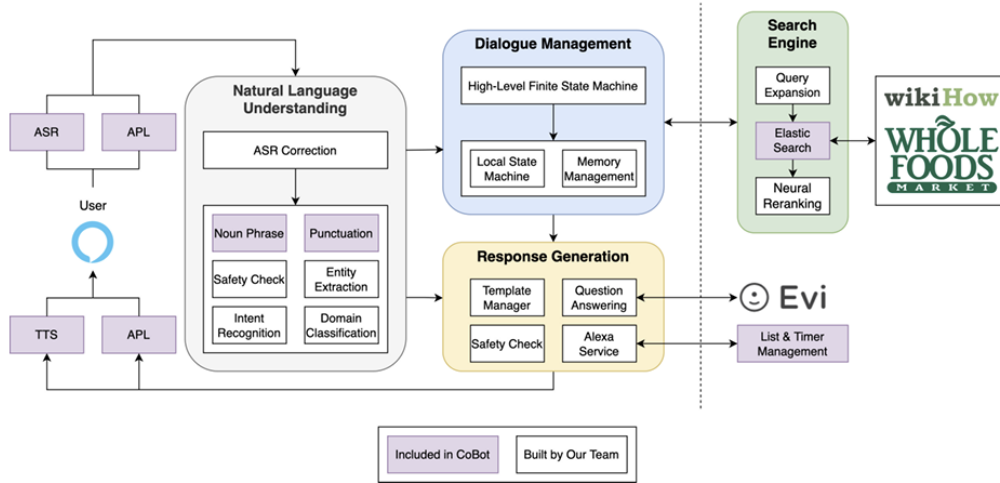 Natural Language
Understanding
ASR Correction
Noun Phrase
Punctuation
Safety Check
Entity
Extraction
Intent
Recognition
Domain
Classification
ASR
APL
User
TTS
APL
Dialogue Management
High-Level Finite State Machine
Local State
Machine
Memory
Management
Response Generation
Template
Manager
Question
Answering
Safety Check
Alexa
Service
Search
Engine
Query
Expansion
Elastic
Search
Neural
Reranking
wikiHow
WHOLE
FOODS
MARKET
Evi
List & Timer
Management
Included in CoBot
Built by Our Team